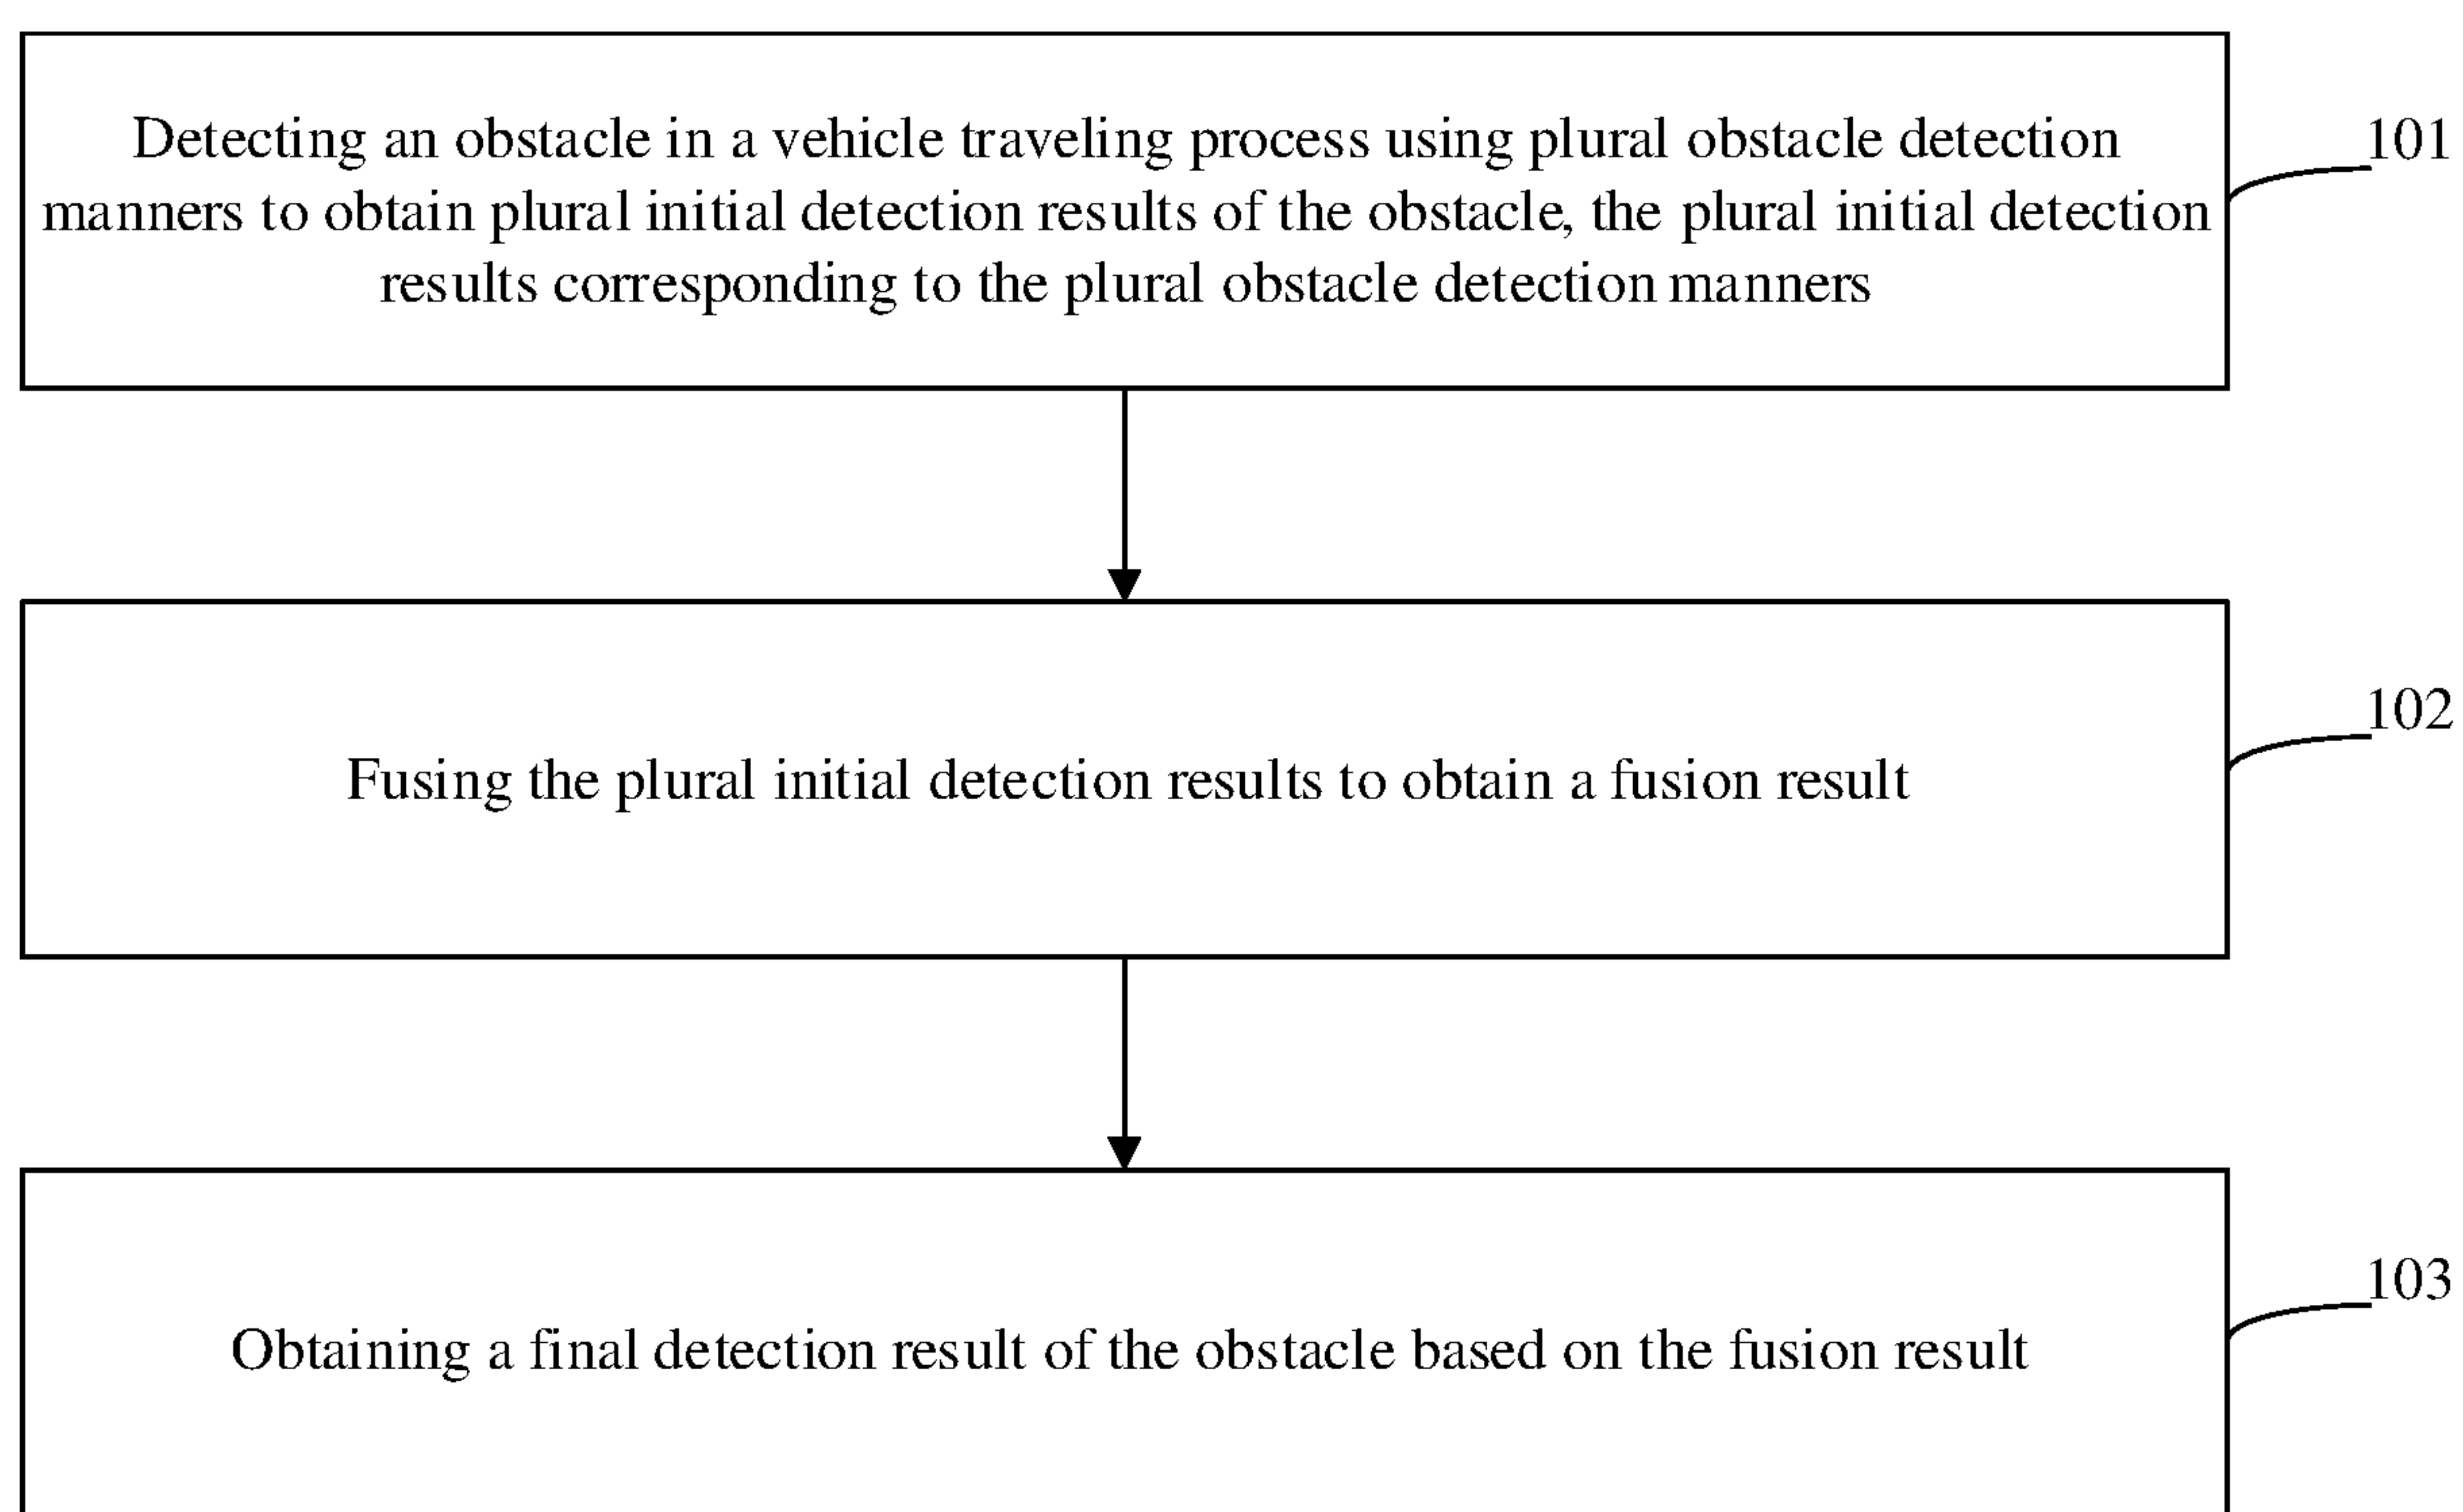 Detecting an obstacle in a vehicle traveling process using plural obstacle detection
manners to obtain plural initial detection results of the obstacle, the plural initial detection
results corresponding to the plural obstacle detection manners
101
Fusing the plural initial detection results to obtain a fusion result
102
Obtaining a final detection result of the obstacle based on the fusion result
103